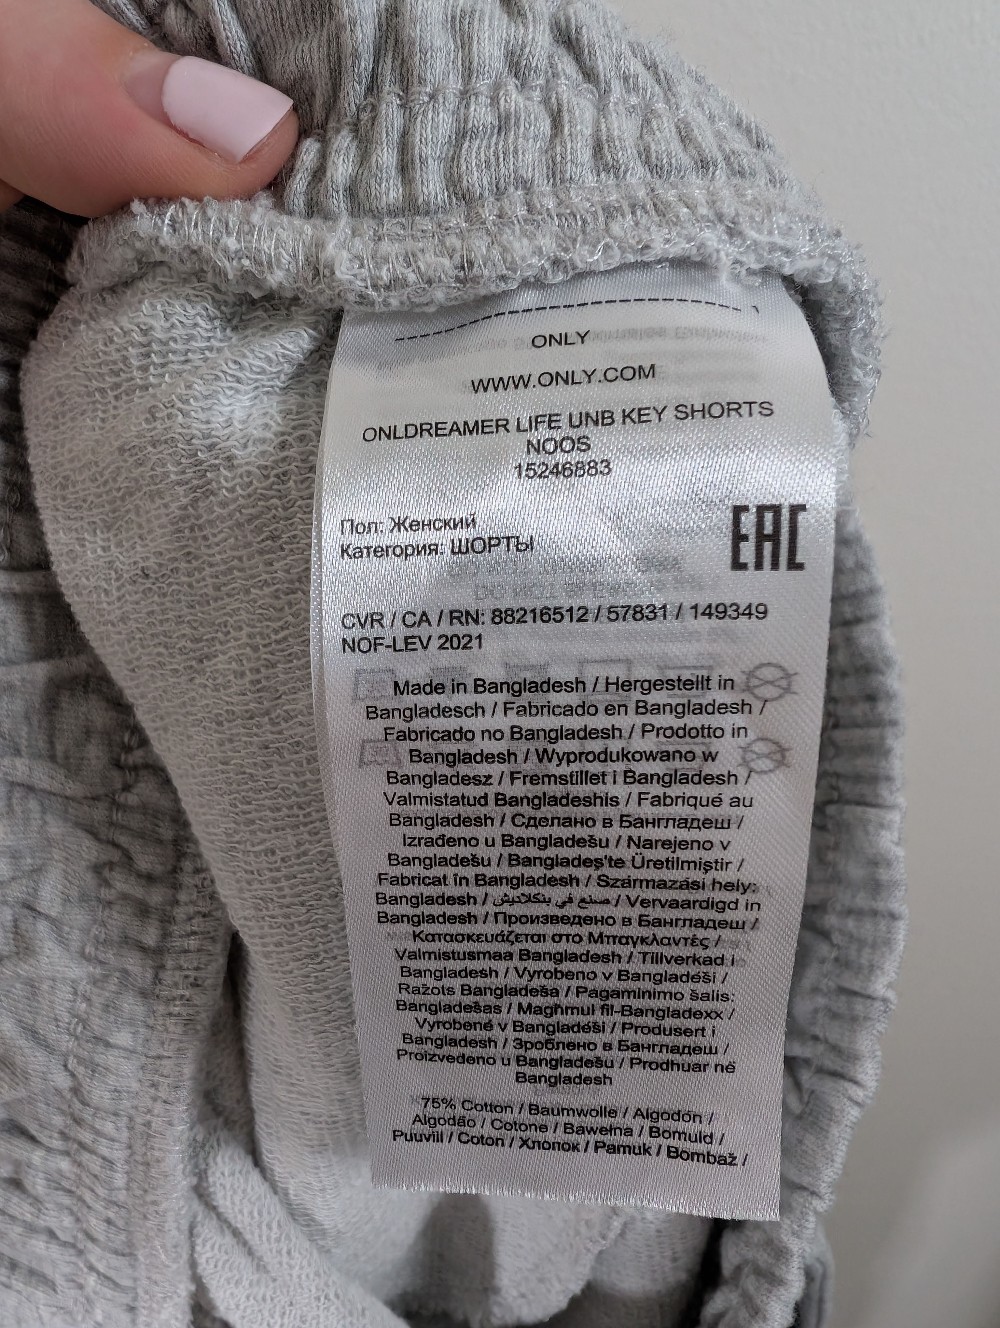 ONLY
WWW.ONLY.COM
ONLDREAMER LIFE UNB KEY SHORTS
NOOS
15246883
Пол: Женский
Категория: ШОРТЫ
EAC
CVR / CA / RN: 88216512 / 57831 / 149349
NOF-LEV 2021
Made in Bangladesh / Hergestellt in
Bangladesch / Fabricado en Bangladesh /
Fabricado no Bangladesh / Prodotto in
Bangladesh / Wyprodukowano w
Bangladesz / Fremstillet i Bangladesh /
Valmistatud Bangladeshis / Fabriqué au
Bangladesh / Сделано в Бангладеш /
Izrađeno u Bangladešu / Narejeno v
Bangladešu / Bangladeş'te Üretilmiştir /
Fabricat în Bangladesh / Származási hely:
Bangladesh / صنع في بنكلاديش / Vervaardigd in
Bangladesh / Произведено в Бангладеш /
Κατασκευάζεται στο Μπαγκλαντές /
Valmistusmaa Bangladesh / Tillverkad i
Bangladesh / Vyrobeno v Bangladéši /
Ražots Bangladeša / Pagaminimo šalis:
Bangladešas / Magħmul fil-Bangladexx /
Vyrobené v Bangladéši / Produsert i
Bangladesh / Зроблено в Бангладеш /
Proizvedeno u Bangladešu / Prodhuar në
Bangladesh
75% Cotton / Baumwolle / Algodón /
Algodão / Cotone / Bawełna / Bomuld /
Puuvill / Coton / Хлопок / Pamuk / Bombaž /